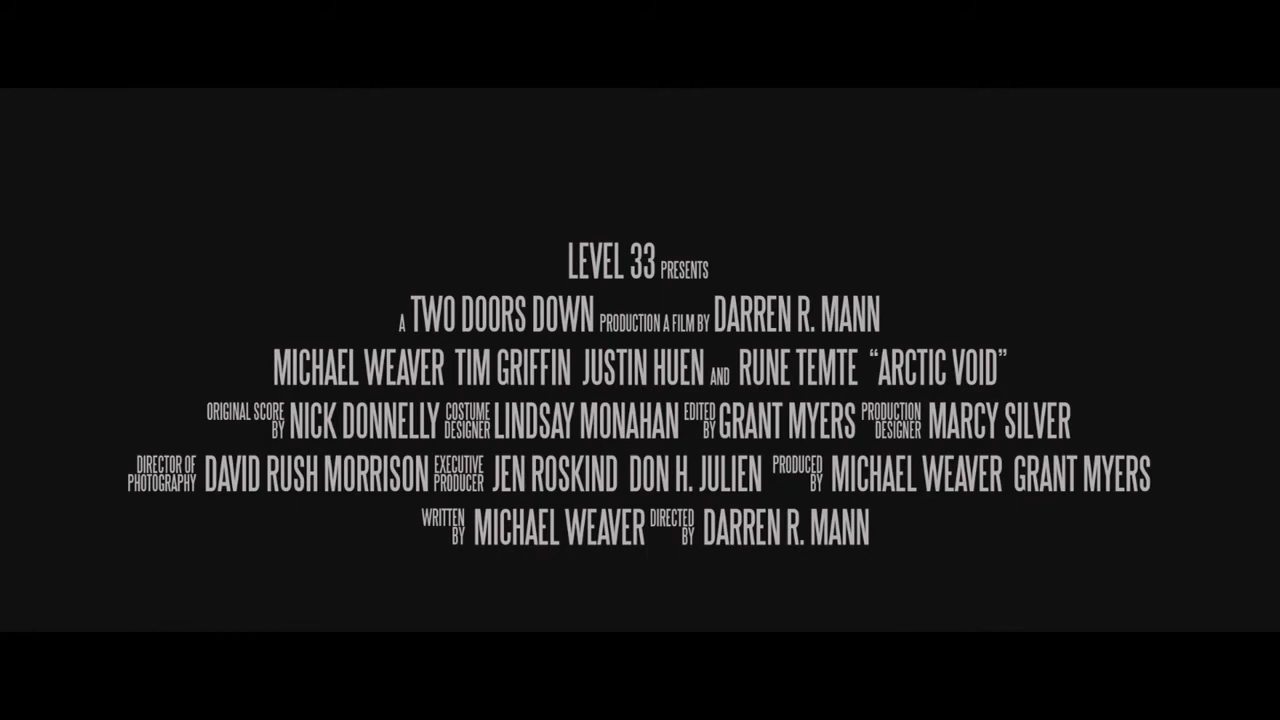 LEVEL 33 PRESENTS
A TWO DOORS DOWN PRODUCTION A FILM BY DARREN R. MANN
MICHAEL WEAVER TIM GRIFFIN JUSTIN HUEN AND RUNE TEMTE “ARCTIC VOID”
ORIGINAL SCORE BY NICK DONNELLY COSTUME DESIGNER LINDSAY MONAHAN EDITED BY GRANT MYERS PRODUCTION DESIGNER MARCY SILVER
DIRECTOR OF PHOTOGRAPHY DAVID RUSH MORRISON EXECUTIVE PRODUCER JEN ROSKIND DON H. JULIEN PRODUCED BY MICHAEL WEAVER GRANT MYERS
WRITTEN BY MICHAEL WEAVER DIRECTED BY DARREN R. MANN